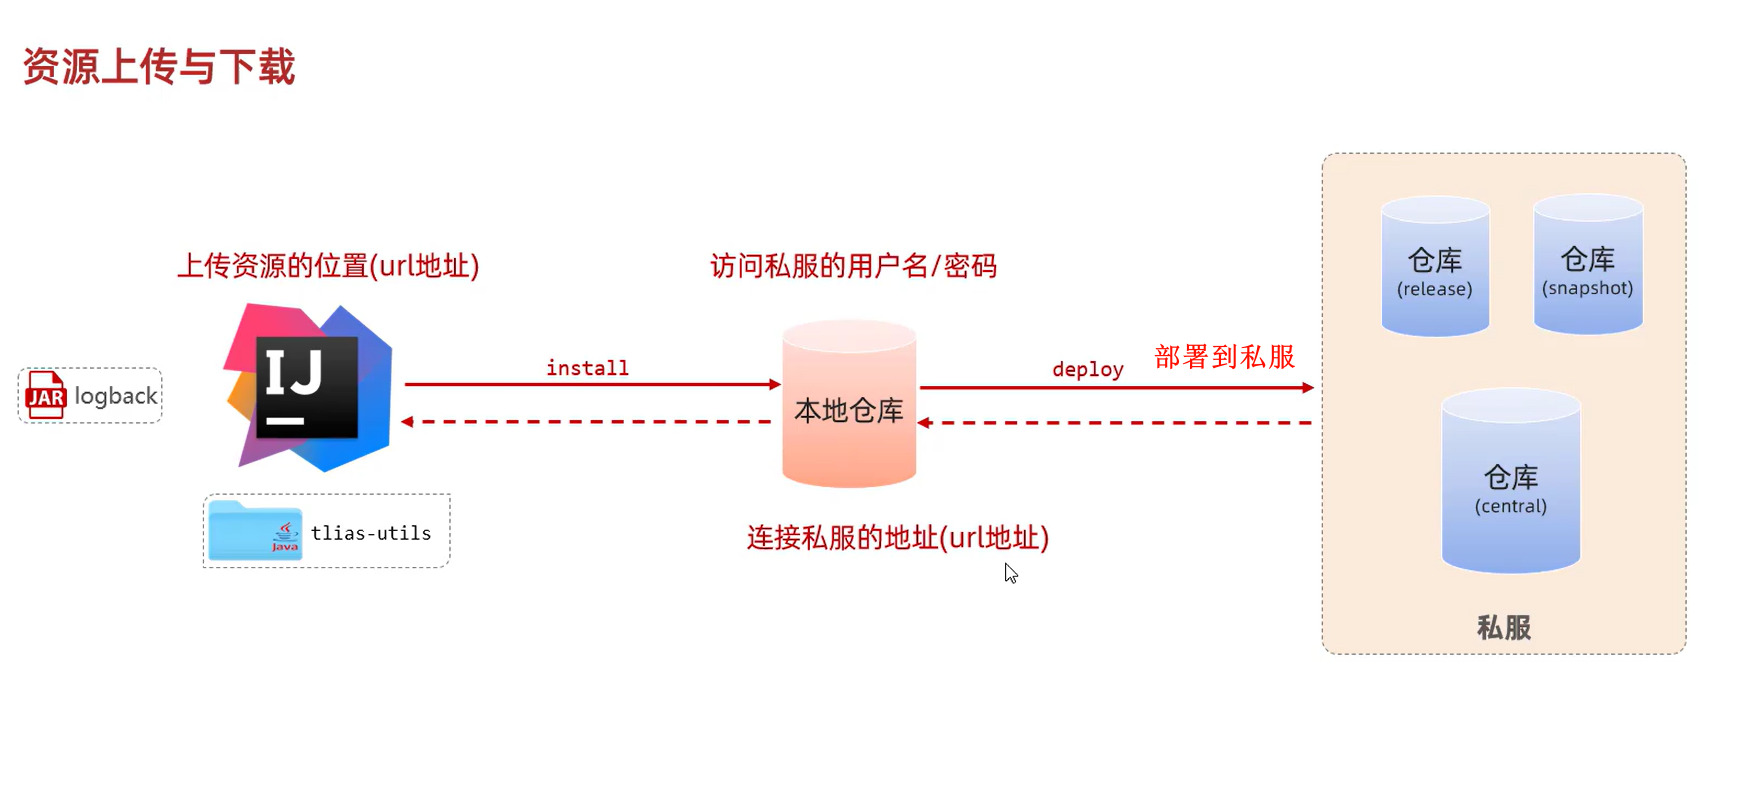 资源上传与下载
上传资源的位置(url地址)
访问私服的用户名/密码
IJ
JAR logback
install
deploy
部署到私服
本地仓库
Java
tlias-utils
连接私服的地址(url地址)
仓库
(release)
仓库
(snapshot)
仓库
(central)
私服